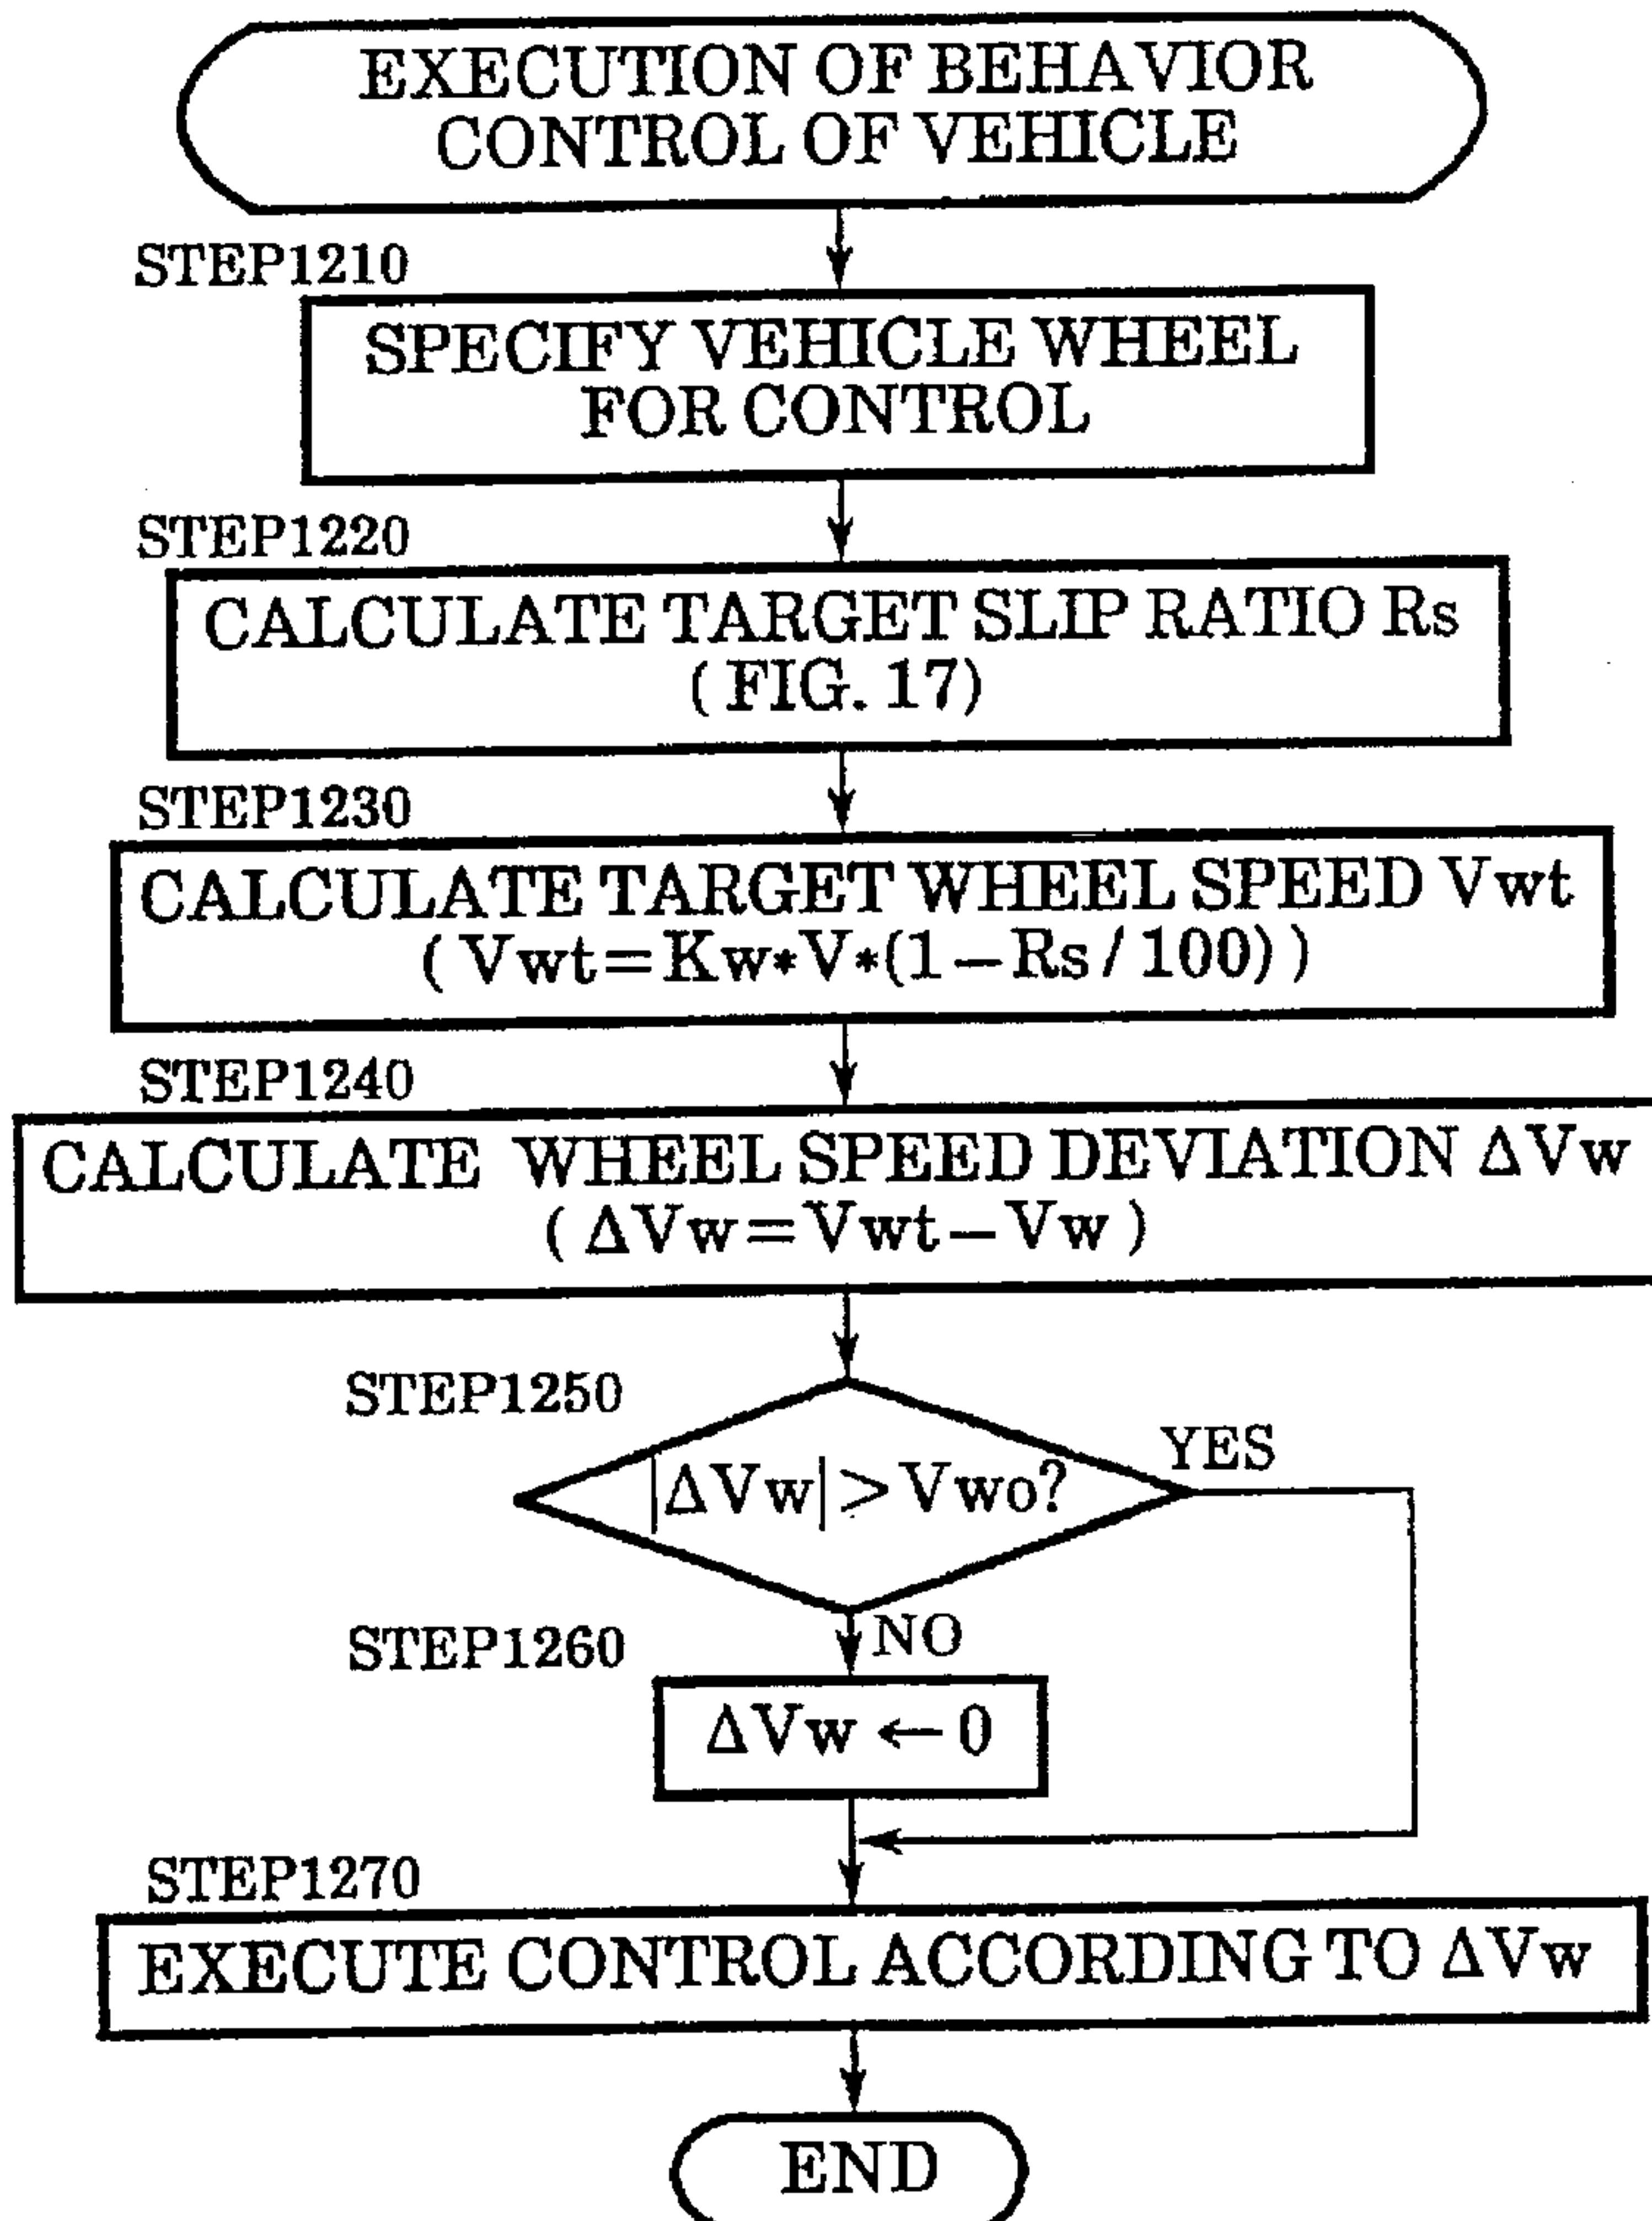 EXECUTION OF BEHAVIOR
CONTROL OF VEHICLE
STEP1210
SPECIFY VEHICLE WHEEL
FOR CONTROL
STEP1220
CALCULATE TARGET SLIP RATIO Rs
(FIG. 17)
STEP1230
CALCULATE TARGET WHEEL SPEED Vwt
(Vwt=Kw*V*(1-Rs/100))
STEP1240
CALCULATE WHEEL SPEED DEVIATION ΔVw
(ΔVw=Vwt-Vw)
STEP1250
|ΔVw|>Vwo?
YES
NO
STEP1260
ΔVw←0
STEP1270
EXECUTE CONTROL ACCORDING TO ΔVw
END